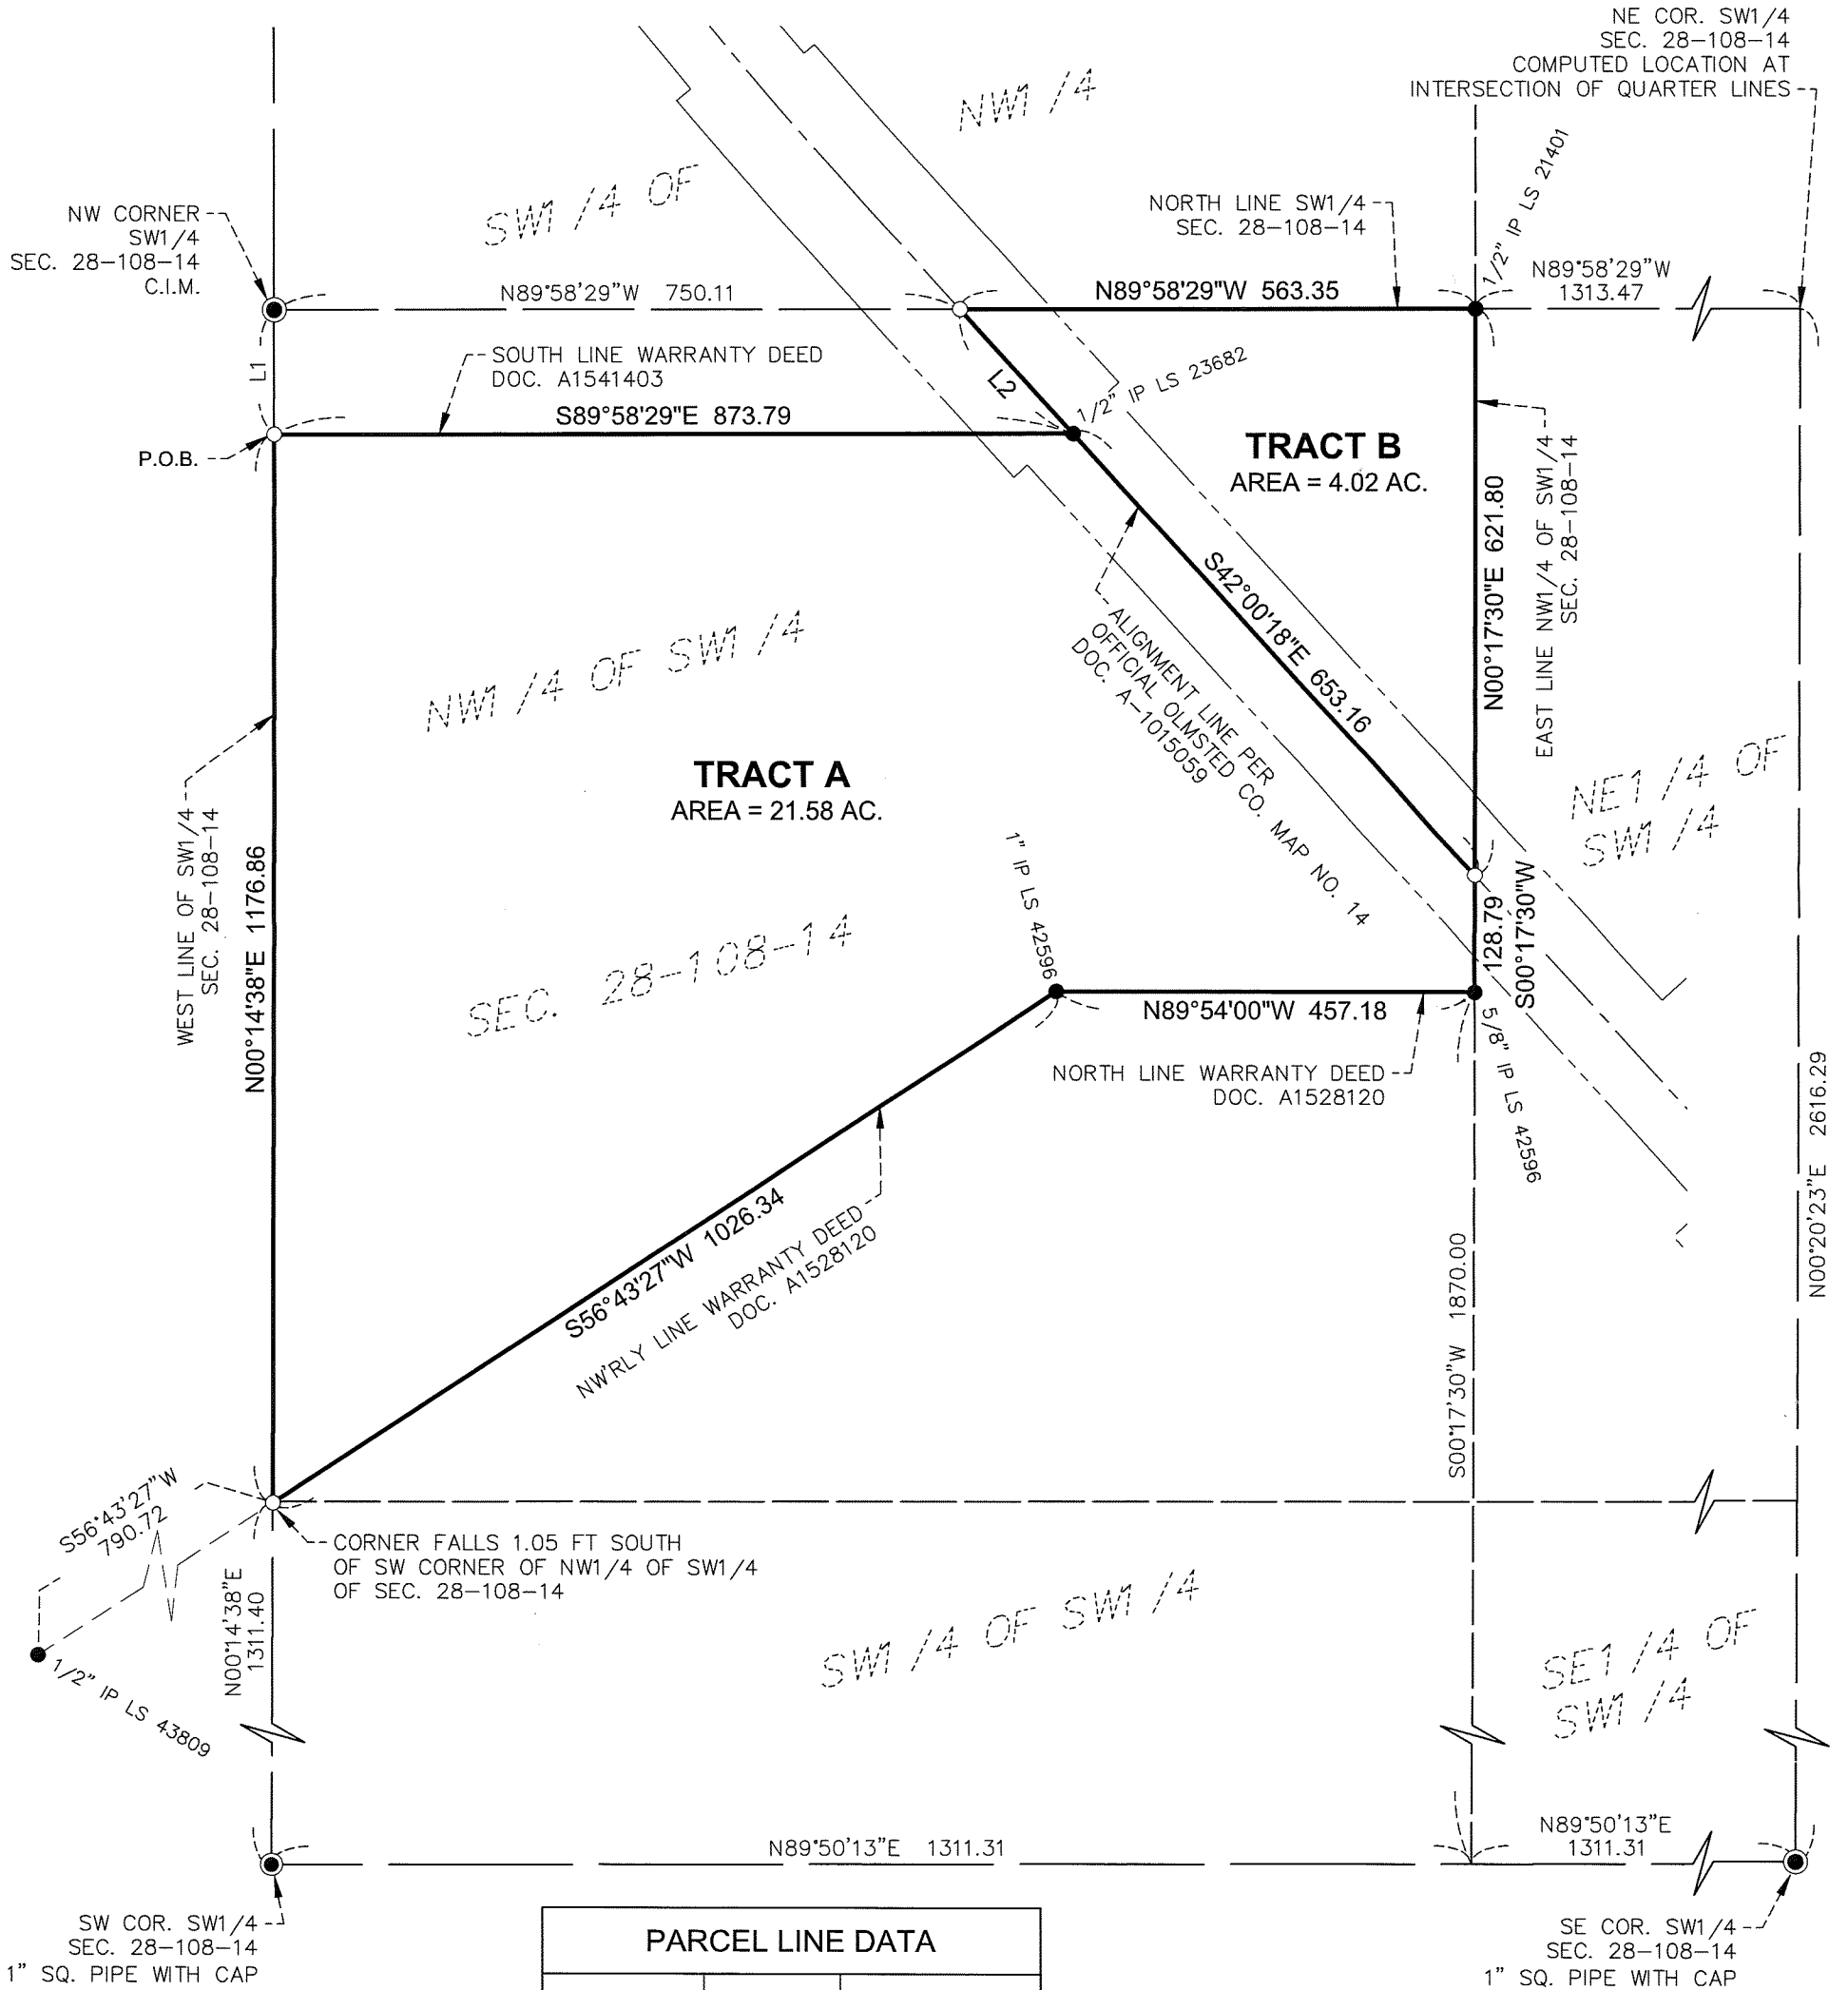 NE COR. SW1/4
SEC. 28-108-14
COMPUTED LOCATION AT
INTERSECTION OF QUARTER LINES
NW1/4
SW1/4 OF
1/2" IP LS 21401
NW CORNER
SW1/4
SEC. 28-108-14
C.I.M.
NORTH LINE SW1/4
SEC. 28-108-14
N89°58'29"W 750.11
N89°58'29"W 563.35
N89°58'29"W
1313.47
L1
SOUTH LINE WARRANTY DEED
DOC. A1541403
L2
1/2" IP LS 23682
S89°58'29"E 873.79
P.O.B.
TRACT B
AREA = 4.02 AC.
N00°17'30"E 621.80
EAST LINE NW1/4 OF SW1/4
SEC. 28-108-14
S42°00'18"E 653.16
ALIGNMENT LINE PER
OFFICIAL OLMSTED CO. MAP NO. 14
DOC. A-1015059
NW1/4 OF SW1/4
TRACT A
AREA = 21.58 AC.
NE1/4 OF
SW1/4
WEST LINE OF SW1/4
SEC. 28-108-14
N00°14'38"E 1176.86
1" IP LS 42596
128.79
S00°17'30"W
SEC. 28-108-14
N89°54'00"W 457.18
NORTH LINE WARRANTY DEED
DOC. A1528120
5/8" IP LS 42596
N00°20'23"E 2616.29
S56°43'27"W 1026.34
NW'RLY LINE WARRANTY DEED
DOC. A1528120
S00°17'30"W 1870.00
S56°43'27"W
790.72
CORNER FALLS 1.05 FT SOUTH
OF SW CORNER OF NW1/4 OF SW1/4
OF SEC. 28-108-14
N00°14'38"E
1311.40
1/2" IP LS 43809
SW1/4 OF SW1/4
SE1/4 OF
SW1/4
N89°50'13"E 1311.31
N89°50'13"E
1311.31
SW COR. SW1/4
SEC. 28-108-14
1" SQ. PIPE WITH CAP
PARCEL LINE DATA
SE COR. SW1/4
SEC. 28-108-14
1" SQ. PIPE WITH CAP